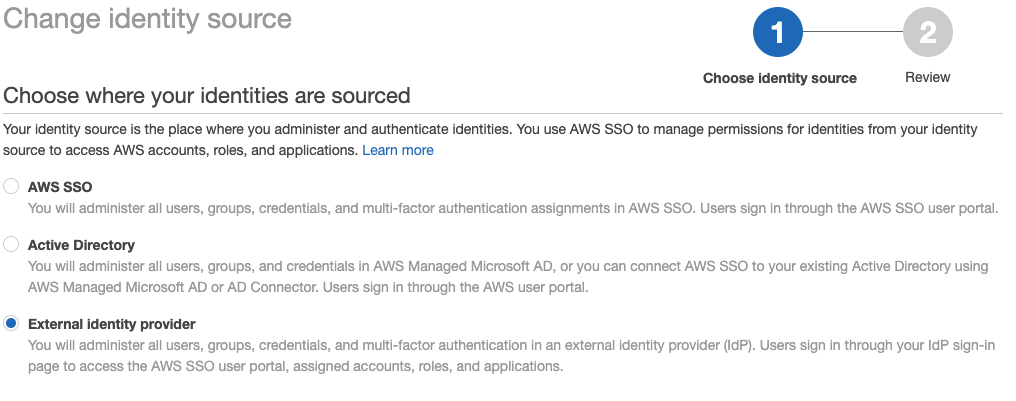 Change identity source
1
2
Choose identity source
Review
Choose where your identities are sourced
Your identity source is the place where you administer and authenticate identities. You use AWS SSO to manage permissions for identities from your identity
source to access AWS accounts, roles, and applications. Learn more
AWS SSO
You will administer all users, groups, credentials, and multi-factor authentication assignments in AWS SSO. Users sign in through the AWS SSO user portal.
Active Directory
You will administer all users, groups, and credentials in AWS Managed Microsoft AD, or you can connect AWS SSO to your existing Active Directory using
AWS Managed Microsoft AD or AD Connector. Users sign in through the AWS user portal.
External identity provider
You will administer all users, groups, credentials, and multi-factor authentication in an external identity provider (IdP). Users sign in through your IdP sign-in
page to access the AWS SSO user portal, assigned accounts, roles, and applications.